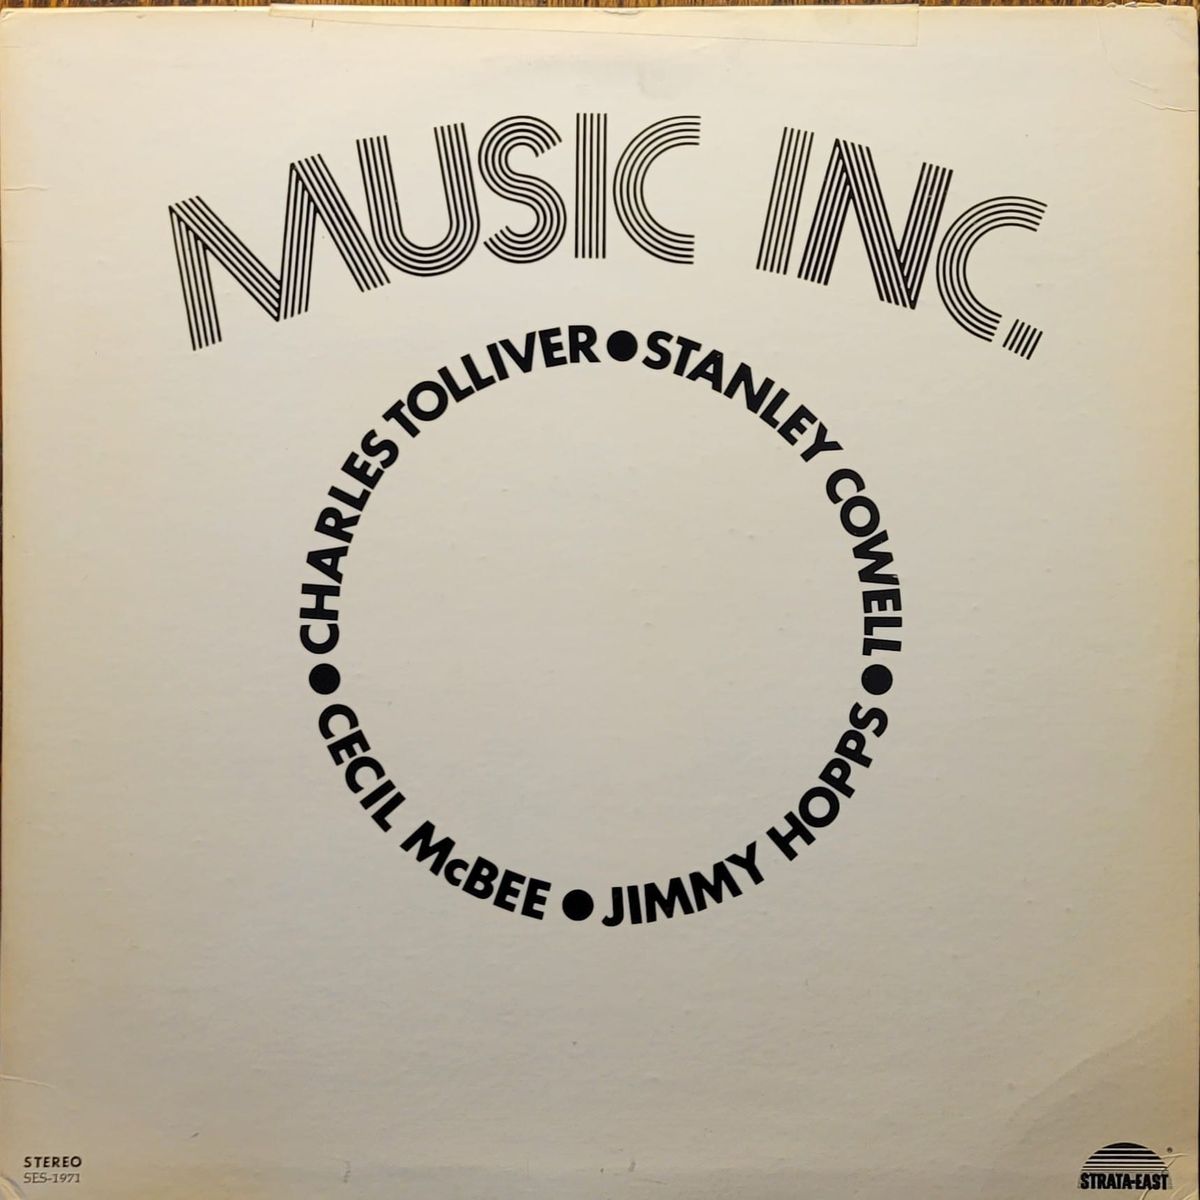 MUSIC INC.
CHARLES TOLLIVER ● STANLEY COWELL ● JIMMY HOPPS ● CECIL McBEE ●
STEREO
SES-1971
STRATA-EAST ®